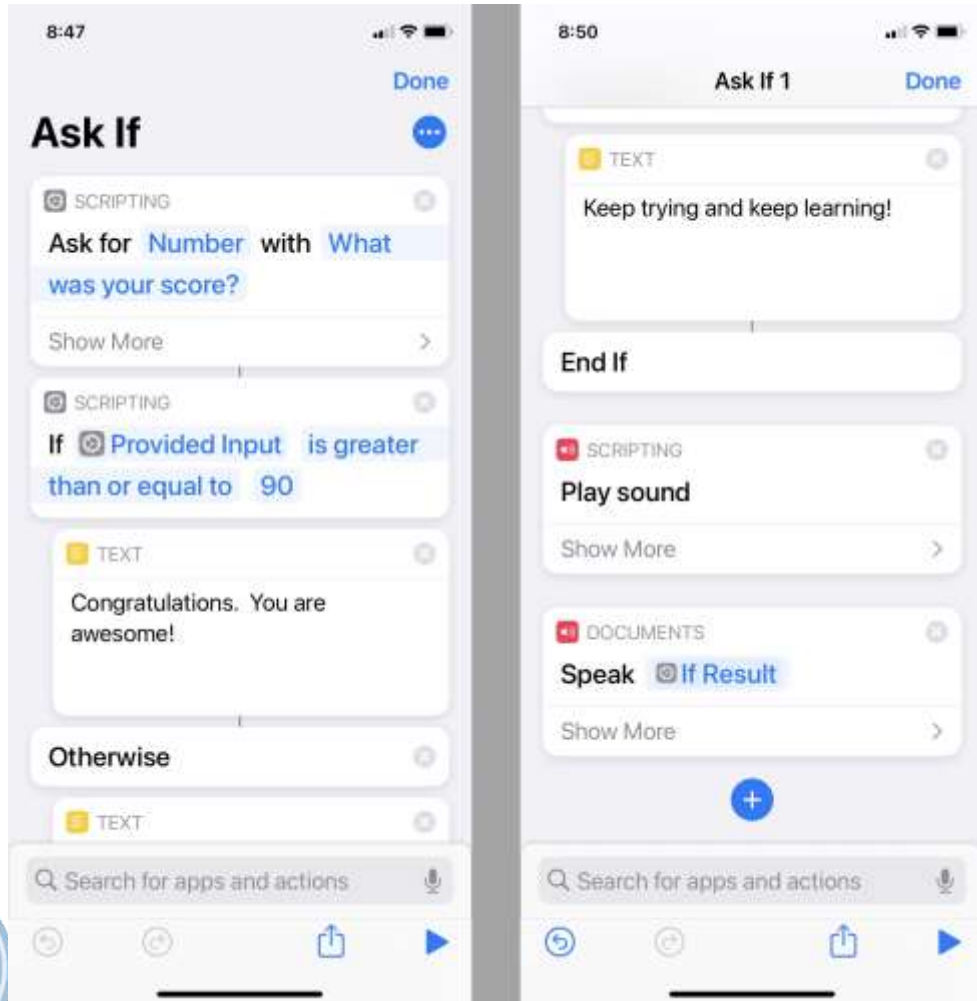 8:47
Done
Ask If
SCRIPTING
Ask for Number with What
was your score?
Show More
SCRIPTING
If Provided Input is greater
than or equal to 90
TEXT
Congratulations. You are
awesome!
Otherwise
TEXT
Search for apps and actions
8:50
Ask If 1
Done
TEXT
Keep trying and keep learning!
End If
SCRIPTING
Play sound
Show More
DOCUMENTS
Speak If Result
Show More
Search for apps and actions